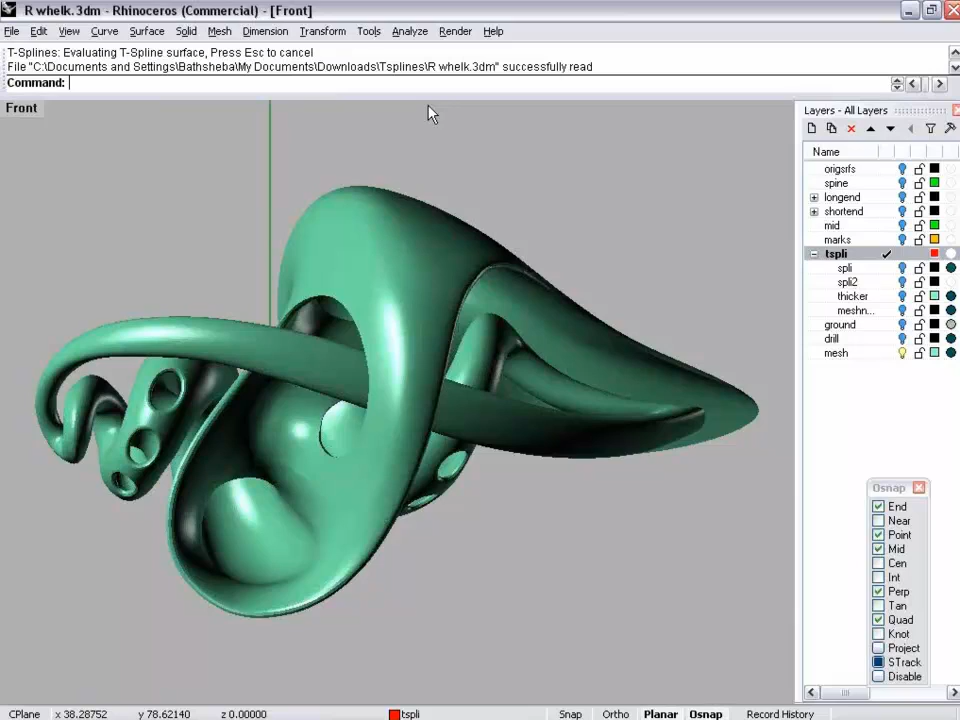 R whelk. 3dm - Rhinoceros (Commercial) - [Front]
File Edit View Curve Surface Solid Mesh Dimension Transform Tools Analyze Render Help
T-Splines: Evaluating T-Spline surface, Press Esc to cancel
File "C:\Documents and Settings\Bathsheba\My Documents\Downloads\Tsplines\R whelk.3dm" successfully read
Command:
Front
Layers - All Layers
Name
origsrfs
spine
longend
shortend
mid
marks
tspli
spli
spli2
thicker
meshn...
ground
drill
mesh
Osnap
End
Near
Point
Mid
Cen
Int
Perp
Tan
Quad
Knot
Project
STrack
Disable
CPlane x 38.28752 y 78.62140 z 0.00000 tspli Snap Ortho Planar Osnap Record History